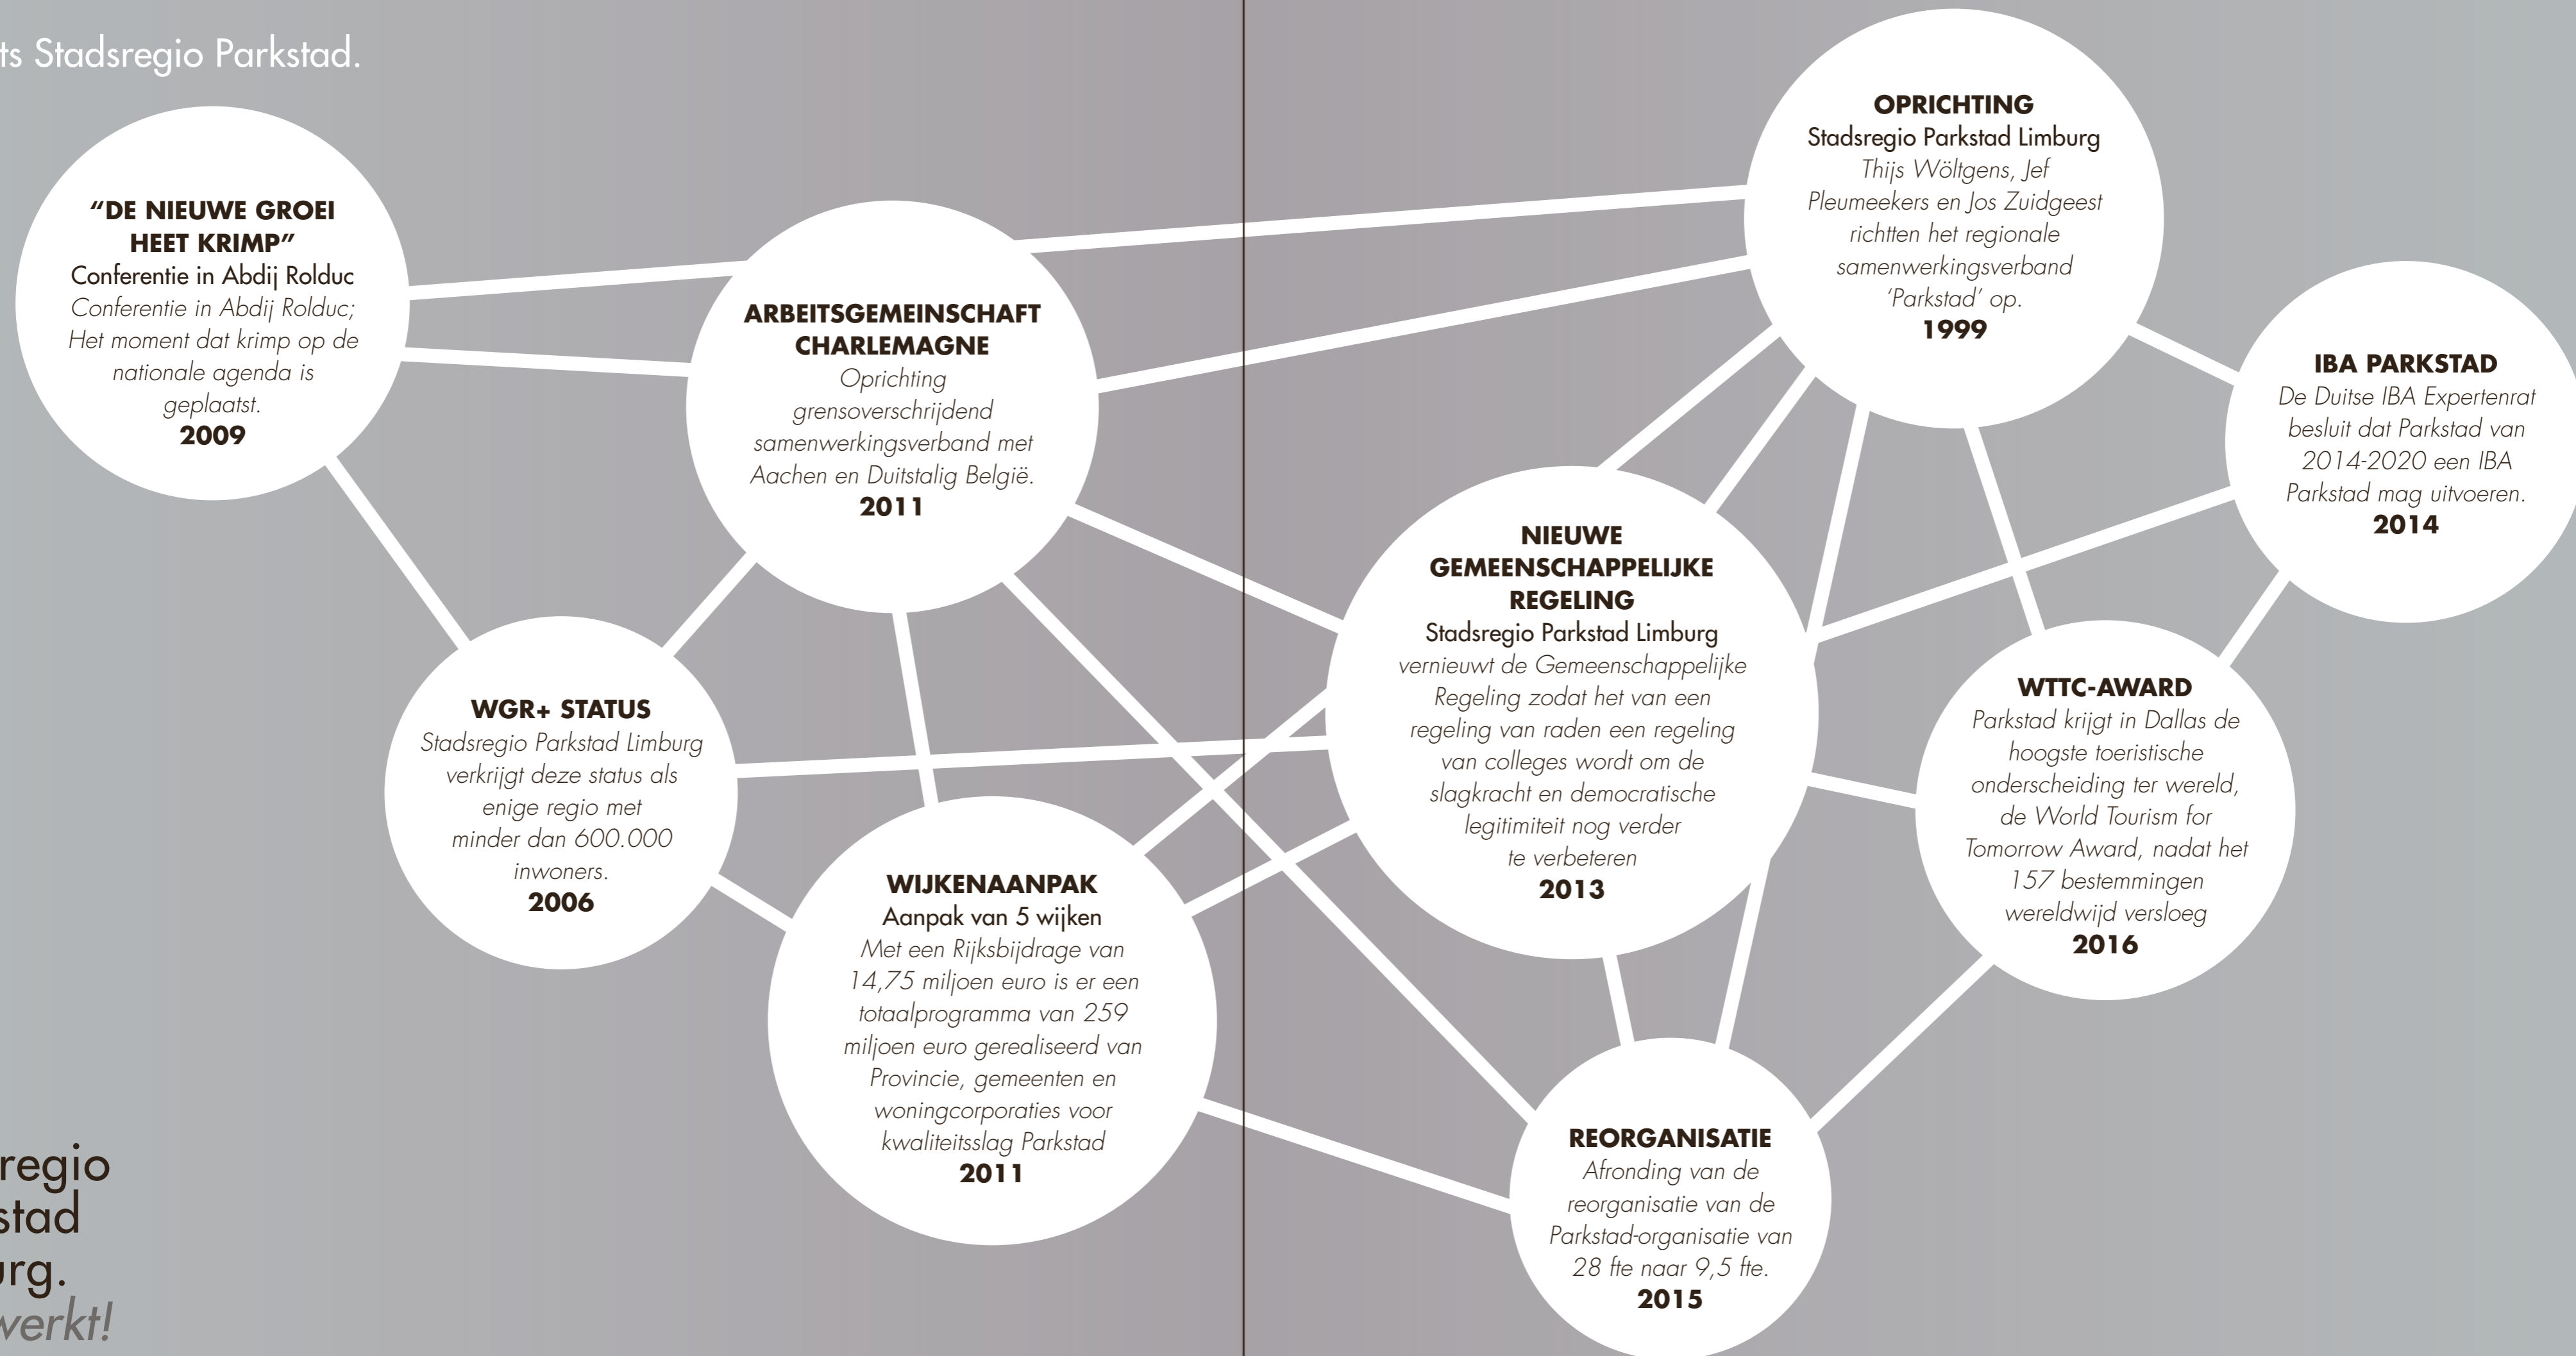 ts Stadsregio Parkstad.
“DE NIEUWE GROEI
HEET KRIMP”
Conferentie in Abdij Rolduc
Conferentie in Abdij Rolduc;
Het moment dat krimp op de
nationale agenda is
geplaatst.
2009
ARBEITSGEMEINSCHAFT
CHARLEMAGNE
Oprichting
grensoverschrijdend
samenwerkingsverband met
Aachen en Duitstalig België.
2011
OPRICHTING
Stadsregio Parkstad Limburg
Thijs Wöltgens, Jef
Pleumeekers en Jos Zuidgeest
richtten het regionale
samenwerkingsverband
‘Parkstad’ op.
1999
IBA PARKSTAD
De Duitse IBA Expertenrat
besluit dat Parkstad van
2014-2020 een IBA
Parkstad mag uitvoeren.
2014
NIEUWE
GEMEENSCHAPPELIJKE
REGELING
Stadsregio Parkstad Limburg
vernieuwt de Gemeenschappelijke
Regeling zodat het van een
regeling van raden een regeling
van colleges wordt om de
slagkracht en democratische
legitimiteit nog verder
te verbeteren
2013
WGR+ STATUS
Stadsregio Parkstad Limburg
verkrijgt deze status als
enige regio met
minder dan 600.000
inwoners.
2006
WTTC-AWARD
Parkstad krijgt in Dallas de
hoogste toeristische
onderscheiding ter wereld,
de World Tourism for
Tomorrow Award, nadat het
157 bestemmingen
wereldwijd versloeg
2016
WIJKENAANPAK
Aanpak van 5 wijken
Met een Rijksbijdrage van
14,75 miljoen euro is er een
totaalprogramma van 259
miljoen euro gerealiseerd van
Provincie, gemeenten en
woningcorporaties voor
kwaliteitsslag Parkstad
2011
REORGANISATIE
Afronding van de
reorganisatie van de
Parkstad-organisatie van
28 fte naar 9,5 fte.
2015
regio
stad
urg.
werkt!